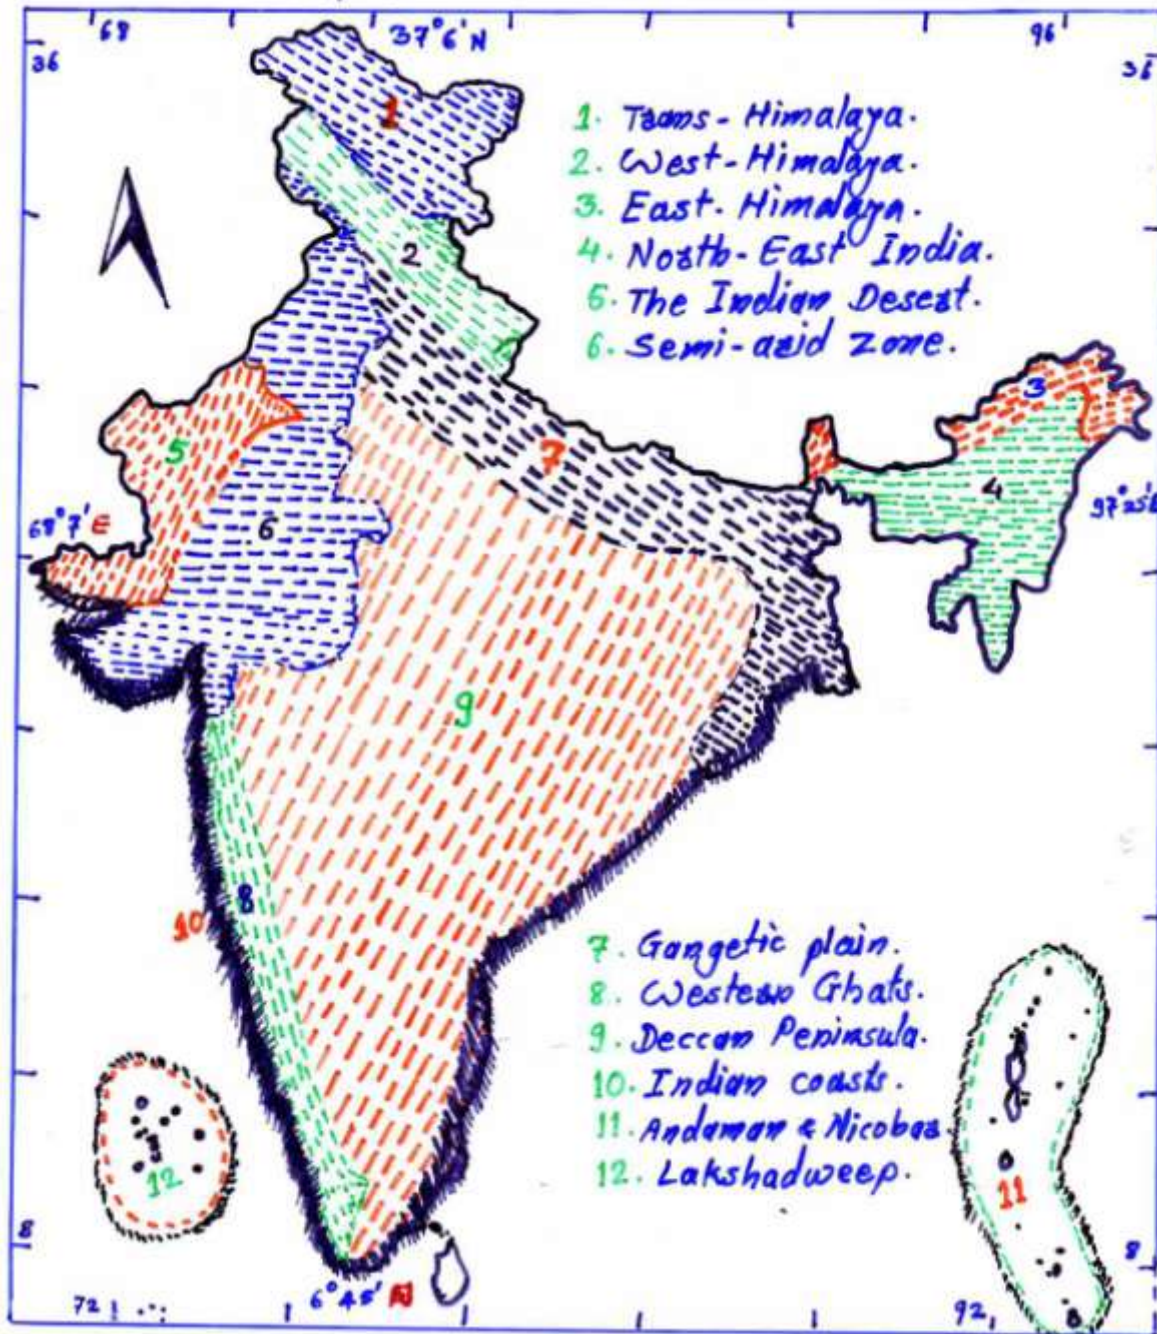 68
37°6' N
96
36
36
1
1. Trans-Himalaya.
2. West-Himalaya.
3. East-Himalaya.
4. North-East India.
5. The Indian Desert.
6. Semi-arid zone.
2
3
7
5
4
68°7' E
6
97°25'E
9
8
10
7. Gangetic plain.
8. Western Ghats.
9. Deccan Peninsula.
10. Indian coasts.
11. Andaman & Nicobar.
12. Lakshadweep.
12
11
8
8
6°45' N
72
92